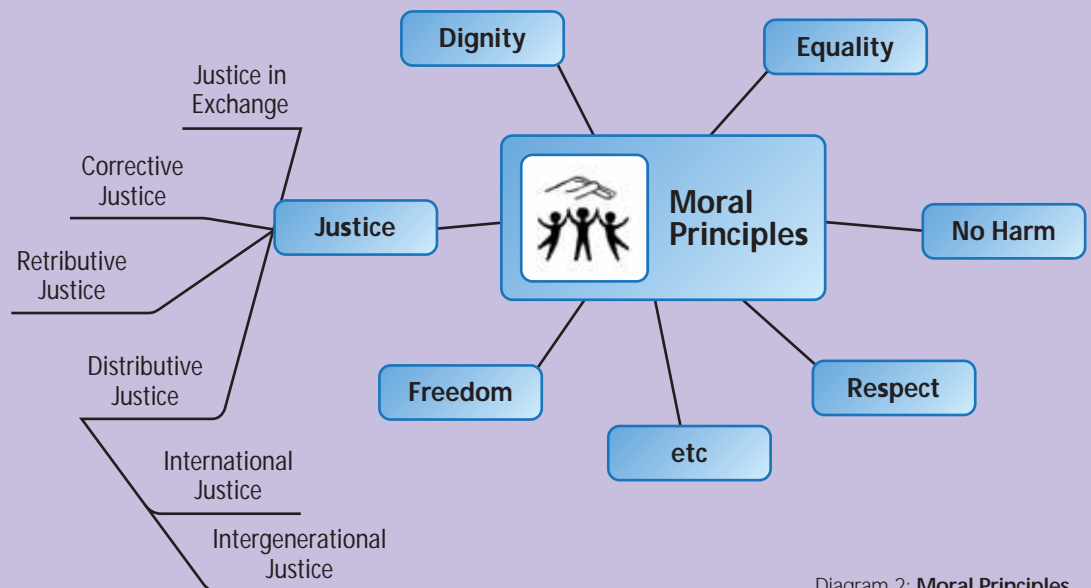 Dignity
Equality
Justice in
Exchange
Corrective
Justice
Retributive
Justice
Distributive
Justice
International
Justice
Intergenerational
Justice
Justice
Moral
Principles
No Harm
Freedom
Respect
etc
Diagram 2: Moral Principles